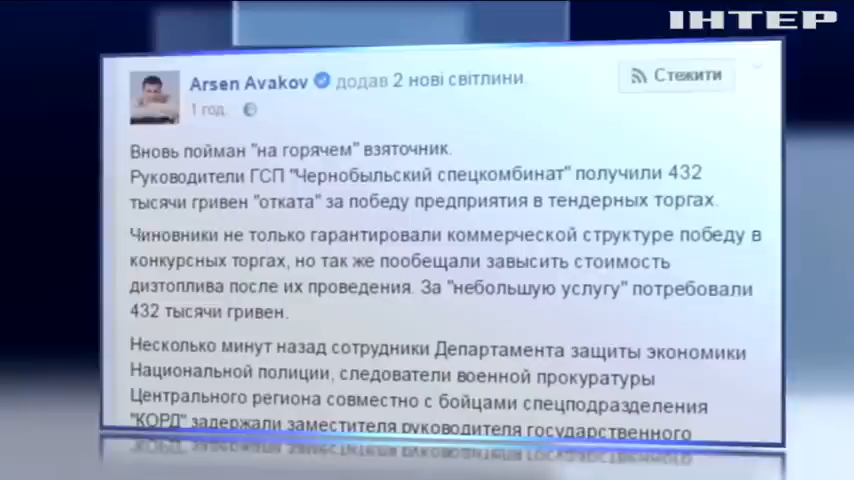 ІНТЕР
Arsen Avakov додав 2 нові світлини.
Стежити
1 год.
Вновь пойман "на горячем" взяточник.
Руководители ГСП "Чернобыльский спецкомбинат" получили 432
тысячи гривен "отката" за победу предприятия в тендерных торгах.
Чиновники не только гарантировали коммерческой структуре победу в
конкурсных торгах, но так же пообещали завысить стоимость
дизтоплива после их проведения. За "небольшую услугу" потребовали
432 тысячи гривен.
Несколько минут назад сотрудники Департамента защиты экономики
Национальной полиции, следователи военной прокуратуры
Центрального региона совместно с бойцами спецподразделения
"КОРД" задержали заместителя руководителя государственного